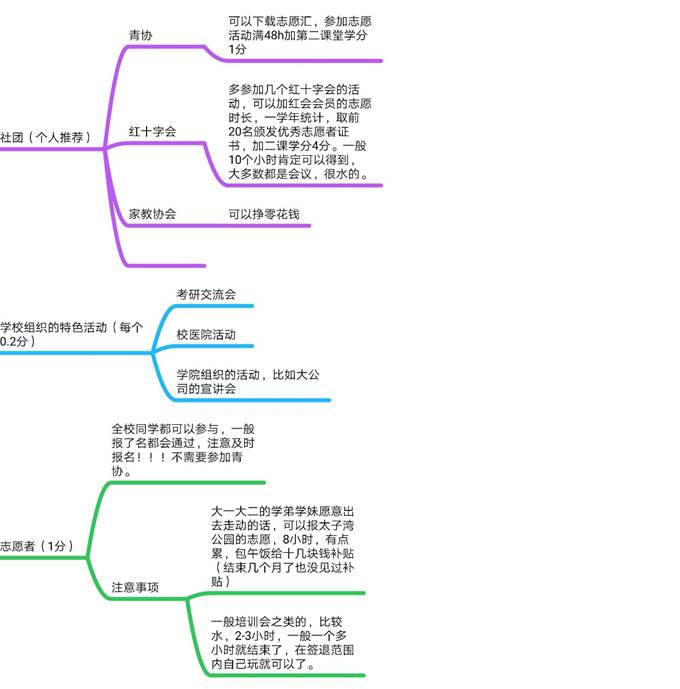 社团（个人推荐）
青协
可以下载志愿汇，参加志愿
活动满48h加第二课堂学分
1分
红十字会
多参加几个红十字会的活
动，可以加红会会员的志愿
时长，一学年统计，取前
20名颁发优秀志愿者证
书，加二课学分4分。一般
10个小时肯定可以得到，
大多数都是会议，很水的。
家教协会
可以挣零花钱
学校组织的特色活动（每个
0.2分）
考研交流会
校医院活动
学院组织的活动，比如大公
司的宣讲会
志愿者（1分）
全校同学都可以参与，一般
报了名都会通过，注意及时
报名！！！不需要参加青
协。
注意事项
大一大二的学弟学妹愿意出
去走动的话，可以报太子湾
公园的志愿，8小时，有点
累，包午饭给十几块钱补贴
（结束几个月了也没见过补
贴）
一般培训会之类的，比较
水，2-3小时，一般一个多
小时就结束了，在签退范围
内自己玩就可以了。